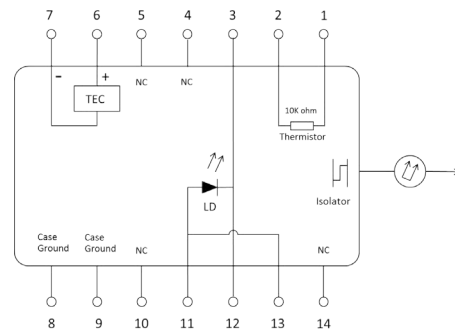 7 6 5 4 3 2 1
- + NC NC
TEC
10K ohm
Thermistor
LD
Isolator
Case Ground
Case Ground
NC
NC
8 9 10 11 12 13 14